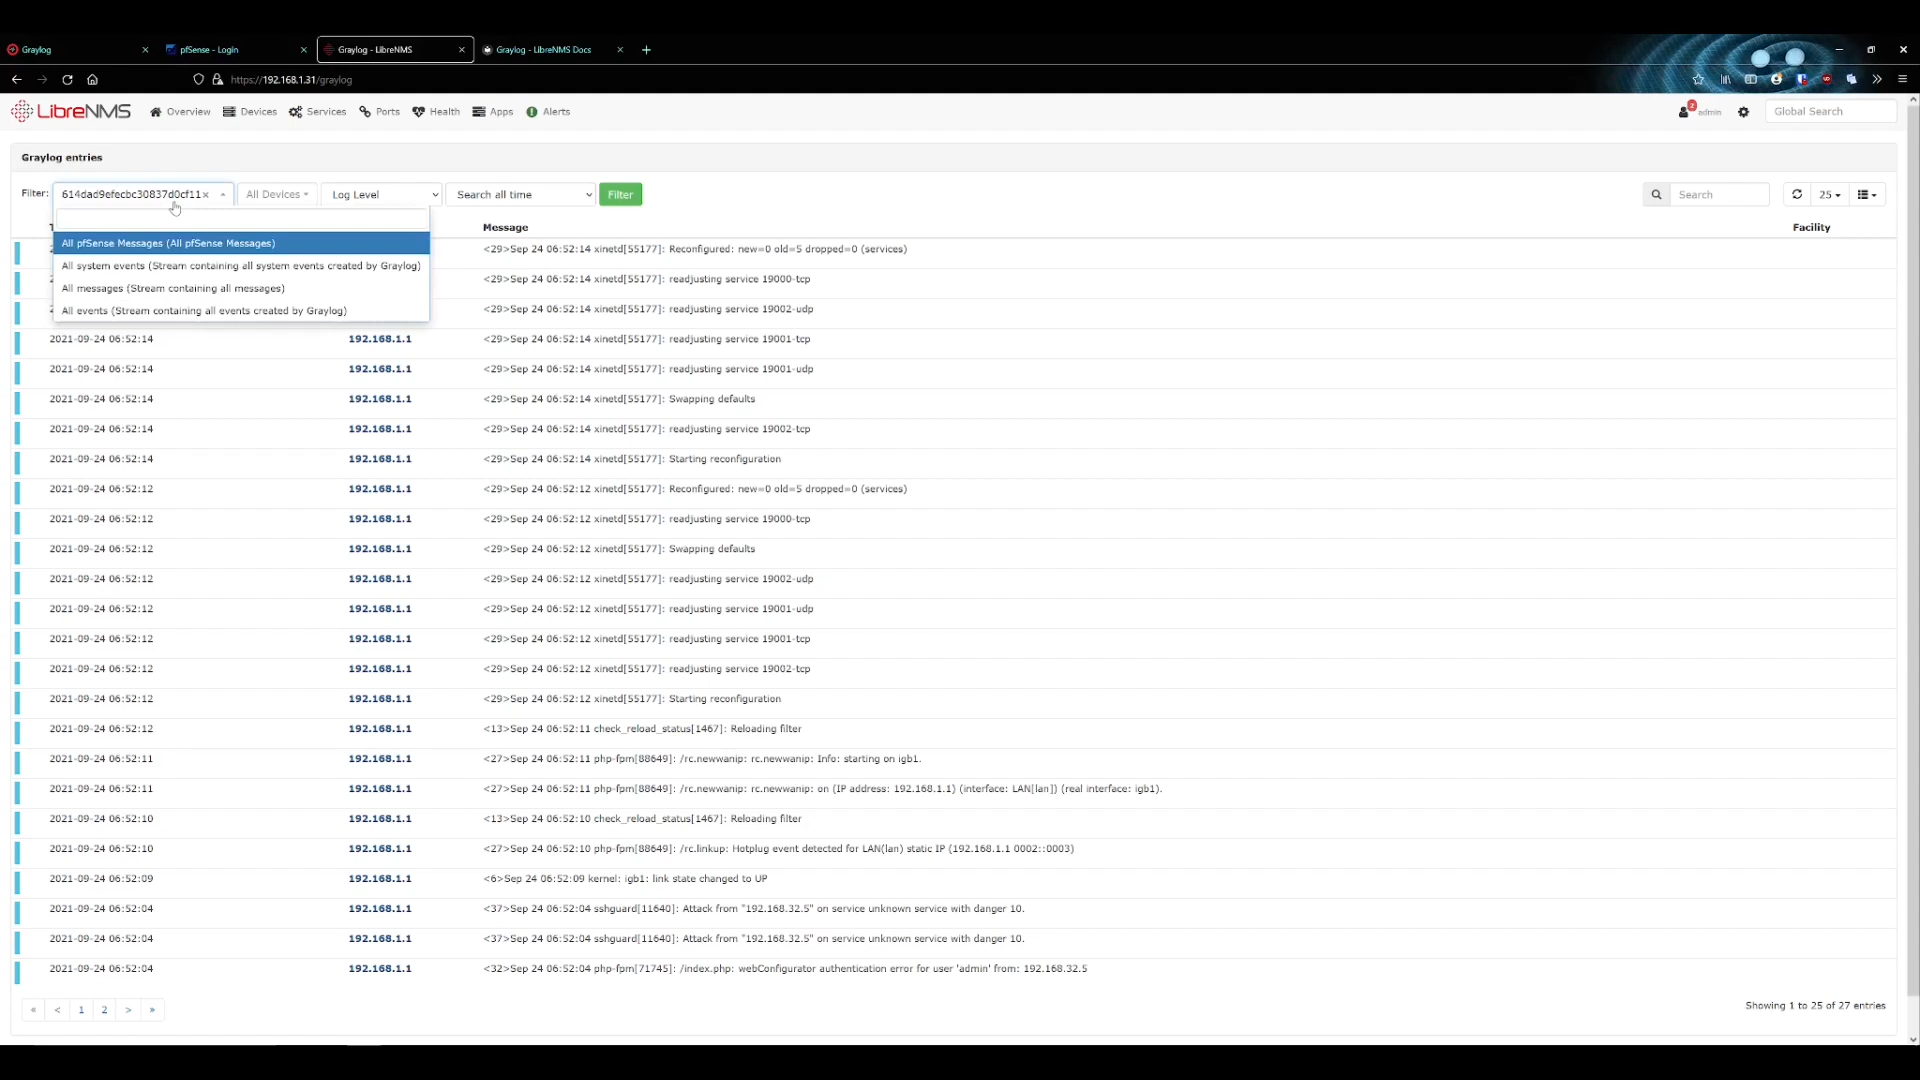 Graylog
pfSense - Login
Graylog - LibreNMS
Graylog - LibreNMS Docs
https://192.168.1.31/graylog
LibreNMS
Overview
Devices
Services
Ports
Health
Apps
Alerts
2
admin
Global Search
Graylog entries
Filter:
614dad9efecbc30837d0cf11×
All Devices
Log Level
Search all time
Filter
Search
25
Message
Facility
All pfSense Messages (All pfSense Messages)
All system events (Stream containing all system events created by Graylog)
All messages (Stream containing all messages)
All events (Stream containing all events created by Graylog)
<29>Sep 24 06:52:14 xinetd[55177]: Reconfigured: new=0 old=5 dropped=0 (services)
<29>Sep 24 06:52:14 xinetd[55177]: readjusting service 19000-tcp
<29>Sep 24 06:52:14 xinetd[55177]: readjusting service 19002-udp
2021-09-24 06:52:14 192.168.1.1 <29>Sep 24 06:52:14 xinetd[55177]: readjusting service 19001-tcp
2021-09-24 06:52:14 192.168.1.1 <29>Sep 24 06:52:14 xinetd[55177]: readjusting service 19001-udp
2021-09-24 06:52:14 192.168.1.1 <29>Sep 24 06:52:14 xinetd[55177]: Swapping defaults
2021-09-24 06:52:14 192.168.1.1 <29>Sep 24 06:52:14 xinetd[55177]: readjusting service 19002-tcp
2021-09-24 06:52:14 192.168.1.1 <29>Sep 24 06:52:14 xinetd[55177]: Starting reconfiguration
2021-09-24 06:52:12 192.168.1.1 <29>Sep 24 06:52:12 xinetd[55177]: Reconfigured: new=0 old=5 dropped=0 (services)
2021-09-24 06:52:12 192.168.1.1 <29>Sep 24 06:52:12 xinetd[55177]: readjusting service 19000-tcp
2021-09-24 06:52:12 192.168.1.1 <29>Sep 24 06:52:12 xinetd[55177]: Swapping defaults
2021-09-24 06:52:12 192.168.1.1 <29>Sep 24 06:52:12 xinetd[55177]: readjusting service 19002-udp
2021-09-24 06:52:12 192.168.1.1 <29>Sep 24 06:52:12 xinetd[55177]: readjusting service 19001-udp
2021-09-24 06:52:12 192.168.1.1 <29>Sep 24 06:52:12 xinetd[55177]: readjusting service 19001-tcp
2021-09-24 06:52:12 192.168.1.1 <29>Sep 24 06:52:12 xinetd[55177]: readjusting service 19002-tcp
2021-09-24 06:52:12 192.168.1.1 <29>Sep 24 06:52:12 xinetd[55177]: Starting reconfiguration
2021-09-24 06:52:12 192.168.1.1 <13>Sep 24 06:52:11 check_reload_status[1467]: Reloading filter
2021-09-24 06:52:11 192.168.1.1 <27>Sep 24 06:52:11 php-fpm[88649]: /rc.newwanip: rc.newwanip: Info: starting on igb1.
2021-09-24 06:52:11 192.168.1.1 <27>Sep 24 06:52:11 php-fpm[88649]: /rc.newwanip: rc.newwanip: on (IP address: 192.168.1.1) (interface: LAN[lan]) (real interface: igb1).
2021-09-24 06:52:10 192.168.1.1 <13>Sep 24 06:52:10 check_reload_status[1467]: Reloading filter
2021-09-24 06:52:10 192.168.1.1 <27>Sep 24 06:52:10 php-fpm[88649]: /rc.linkup: Hotplug event detected for LAN(lan) static IP (192.168.1.1 0002::0003)
2021-09-24 06:52:09 192.168.1.1 <6>Sep 24 06:52:09 kernel: igb1: link state changed to UP
2021-09-24 06:52:04 192.168.1.1 <37>Sep 24 06:52:04 sshguard[11640]: Attack from "192.168.32.5" on service unknown service with danger 10.
2021-09-24 06:52:04 192.168.1.1 <37>Sep 24 06:52:04 sshguard[11640]: Attack from "192.168.32.5" on service unknown service with danger 10.
2021-09-24 06:52:04 192.168.1.1 <32>Sep 24 06:52:04 php-fpm[71745]: /index.php: webConfigurator authentication error for user 'admin' from: 192.168.32.5
« < 1 2 > »
Showing 1 to 25 of 27 entries